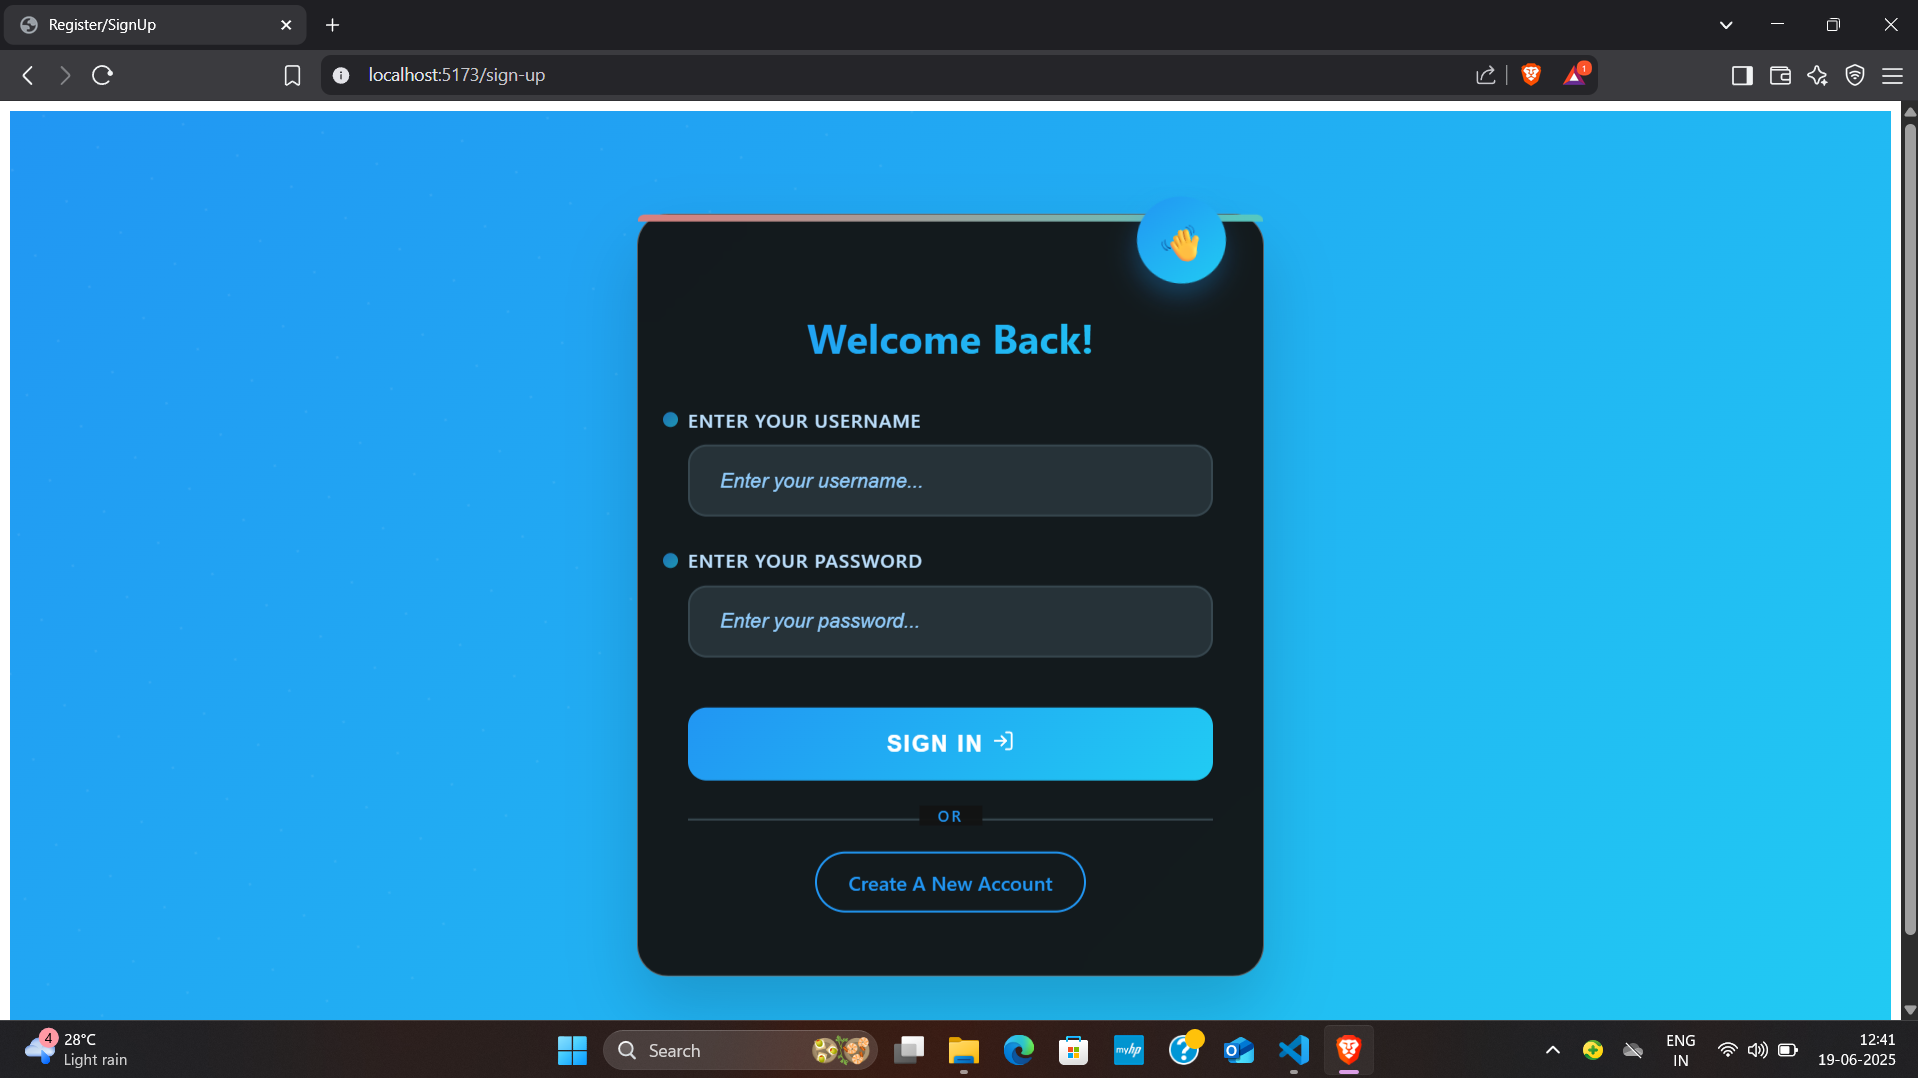 Register/SignUp
localhost:5173/sign-up
1
Welcome Back!
ENTER YOUR USERNAME
Enter your username...
ENTER YOUR PASSWORD
Enter your password...
SIGN IN
OR
Create A New Account
4
28°C
Light rain
Search
myhp
ENG
IN
12:41
19-06-2025